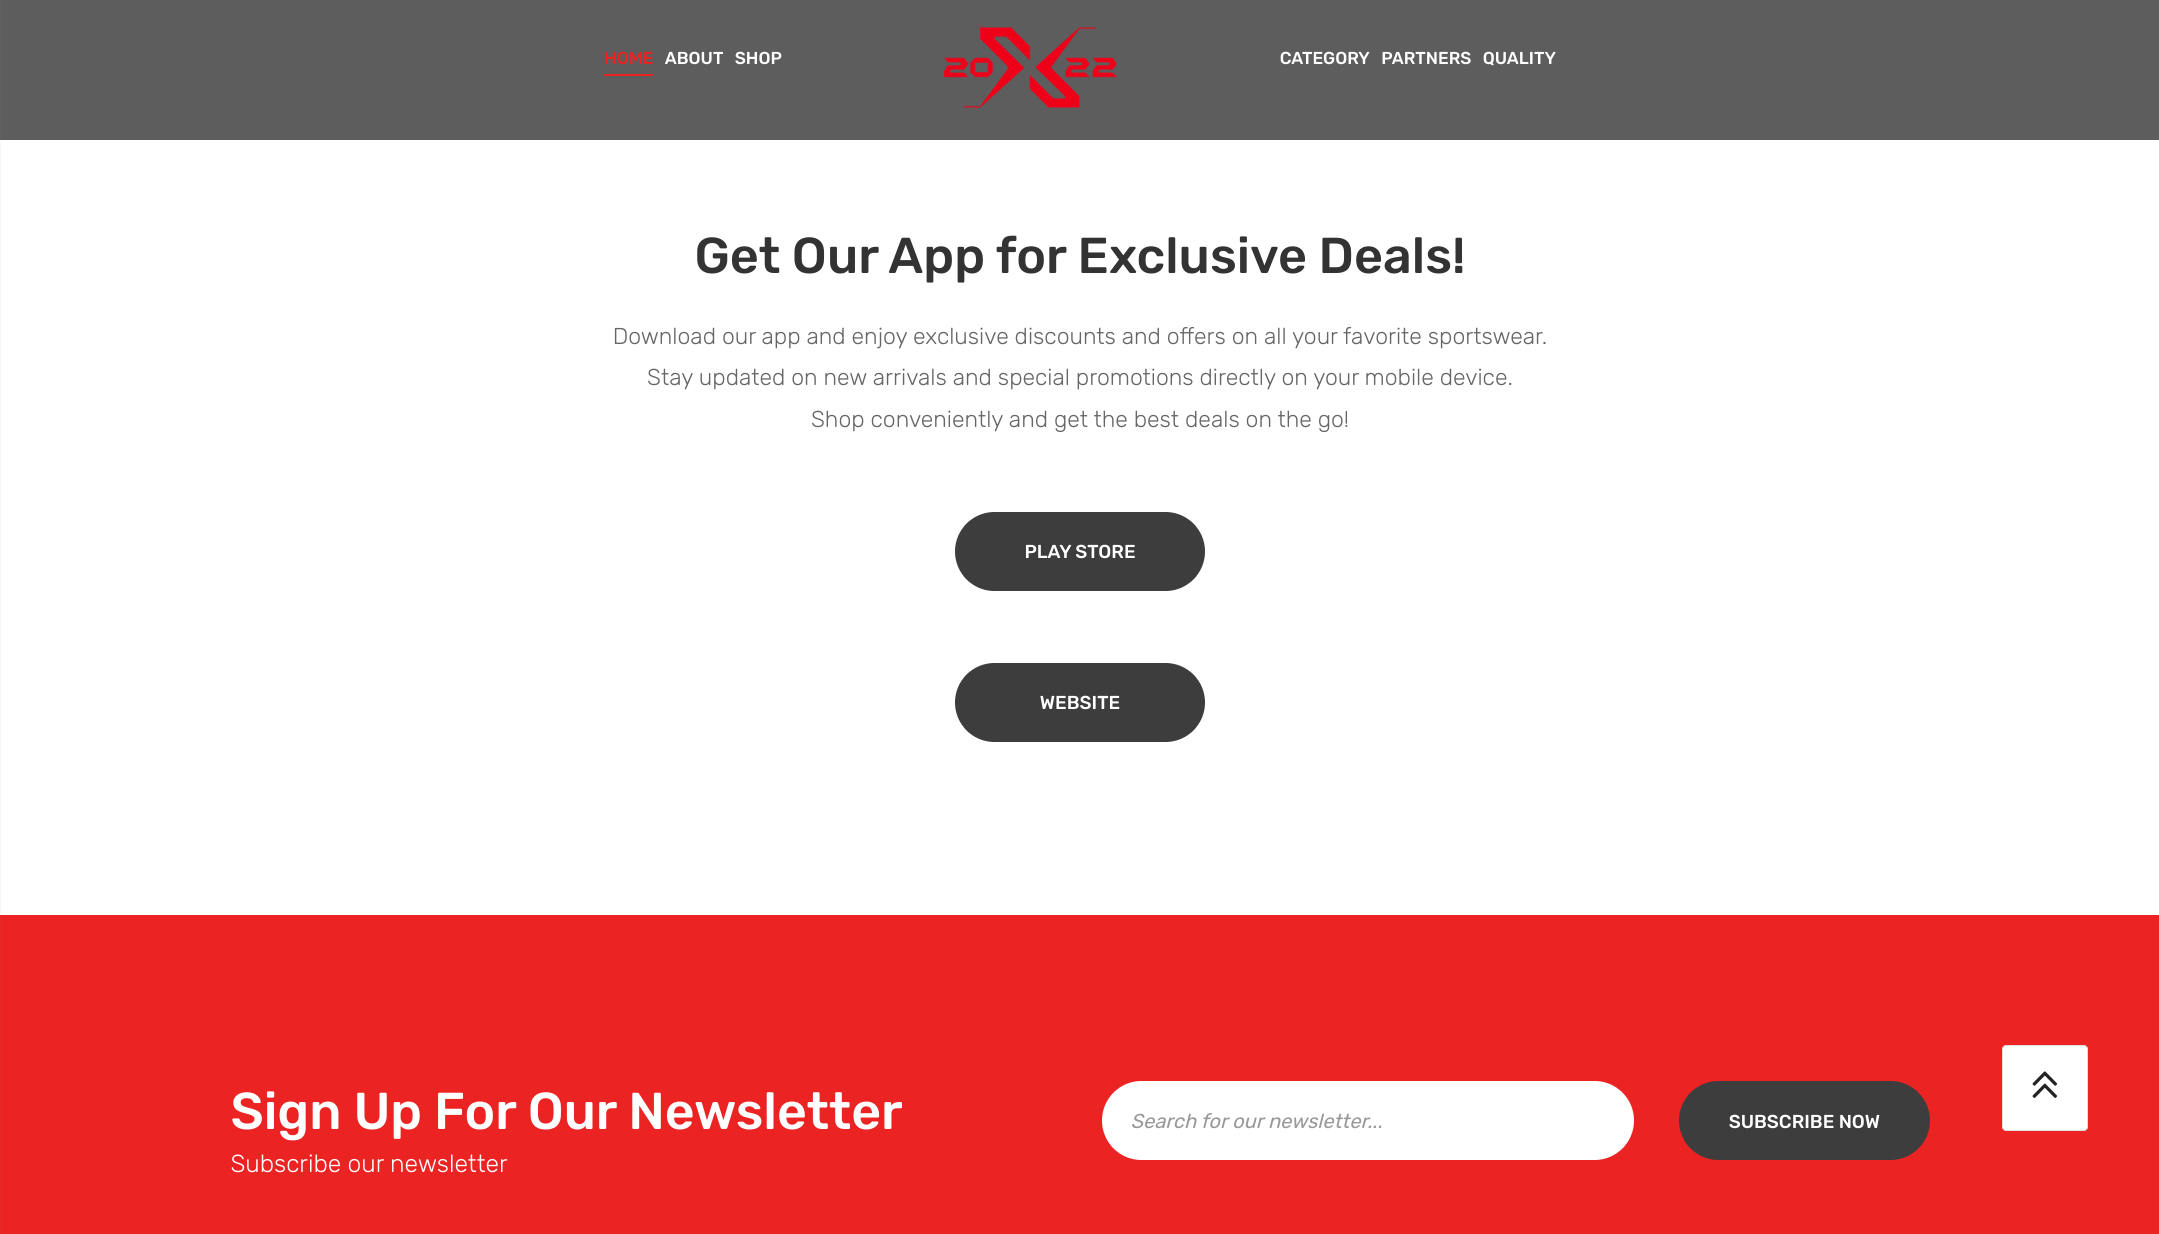 HOME ABOUT SHOP
20X22
CATEGORY PARTNERS QUALITY
Get Our App for Exclusive Deals!
Download our app and enjoy exclusive discounts and offers on all your favorite sportswear.
Stay updated on new arrivals and special promotions directly on your mobile device.
Shop conveniently and get the best deals on the go!
PLAY STORE
WEBSITE
Sign Up For Our Newsletter
Subscribe our newsletter
Search for our newsletter...
SUBSCRIBE NOW